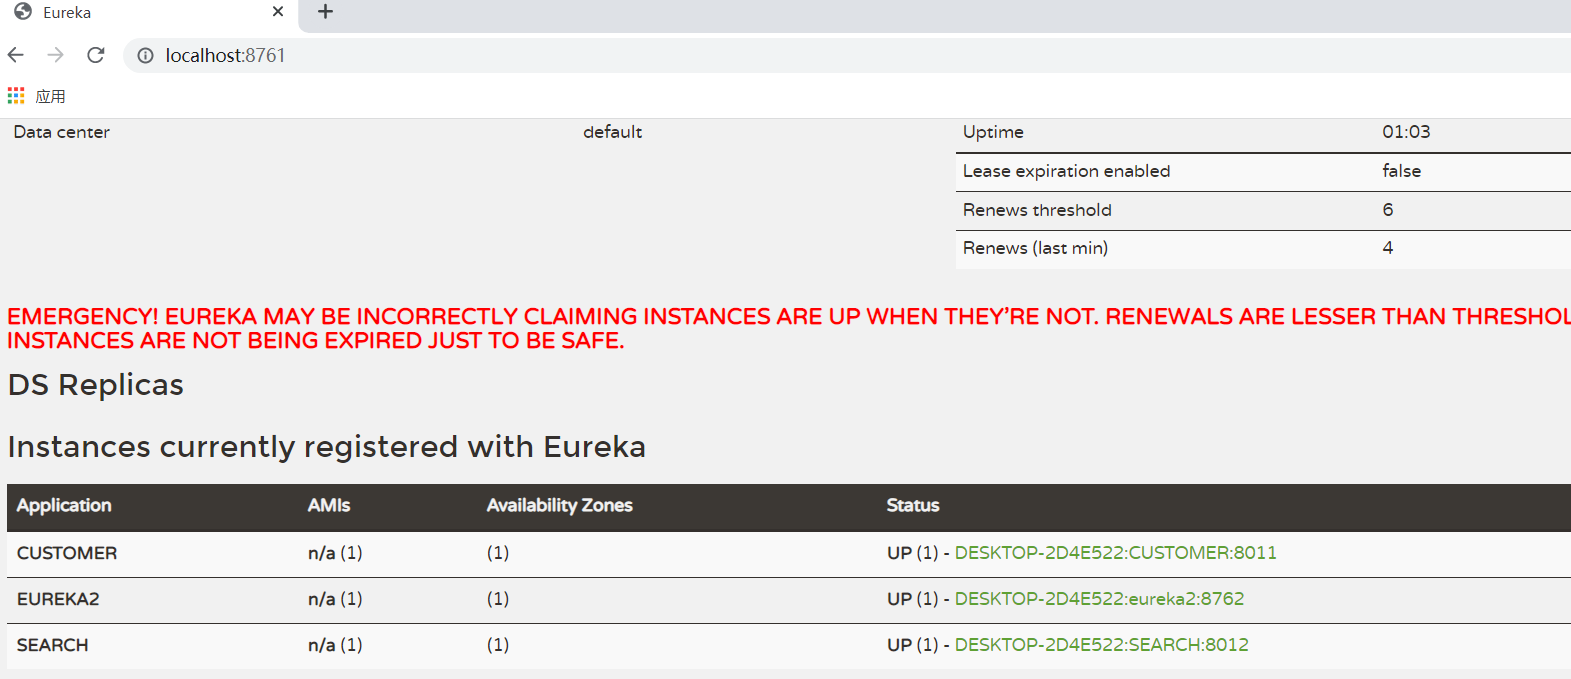 Eureka
localhost:8761
应用
Data center default Uptime 01:03
Lease expiration enabled false
Renews threshold 6
Renews (last min) 4
EMERGENCY! EUREKA MAY BE INCORRECTLY CLAIMING INSTANCES ARE UP WHEN THEY'RE NOT. RENEWALS ARE LESSER THAN THRESHOL
INSTANCES ARE NOT BEING EXPIRED JUST TO BE SAFE.
DS Replicas
Instances currently registered with Eureka
Application AMIs Availability Zones Status
CUSTOMER n/a (1) (1) UP (1) - DESKTOP-2D4E522:CUSTOMER:8011
EUREKA2 n/a (1) (1) UP (1) - DESKTOP-2D4E522:eureka2:8762
SEARCH n/a (1) (1) UP (1) - DESKTOP-2D4E522:SEARCH:8012